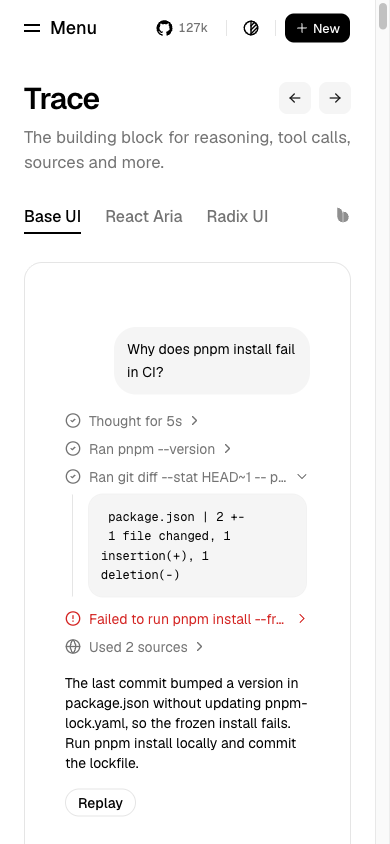 Menu
127k
+ New
Trace
The building block for reasoning, tool calls,
sources and more.
Base UI
React Aria
Radix UI
Why does pnpm install fail
in CI?
Thought for 5s
Ran pnpm --version
Ran git diff --stat HEAD~1 -- p...
package.json | 2 +-
1 file changed, 1
insertion(+), 1
deletion(-)
Failed to run pnpm install --fr...
Used 2 sources
The last commit bumped a version in
package.json without updating pnpm-
lock.yaml, so the frozen install fails.
Run pnpm install locally and commit
the lockfile.
Replay